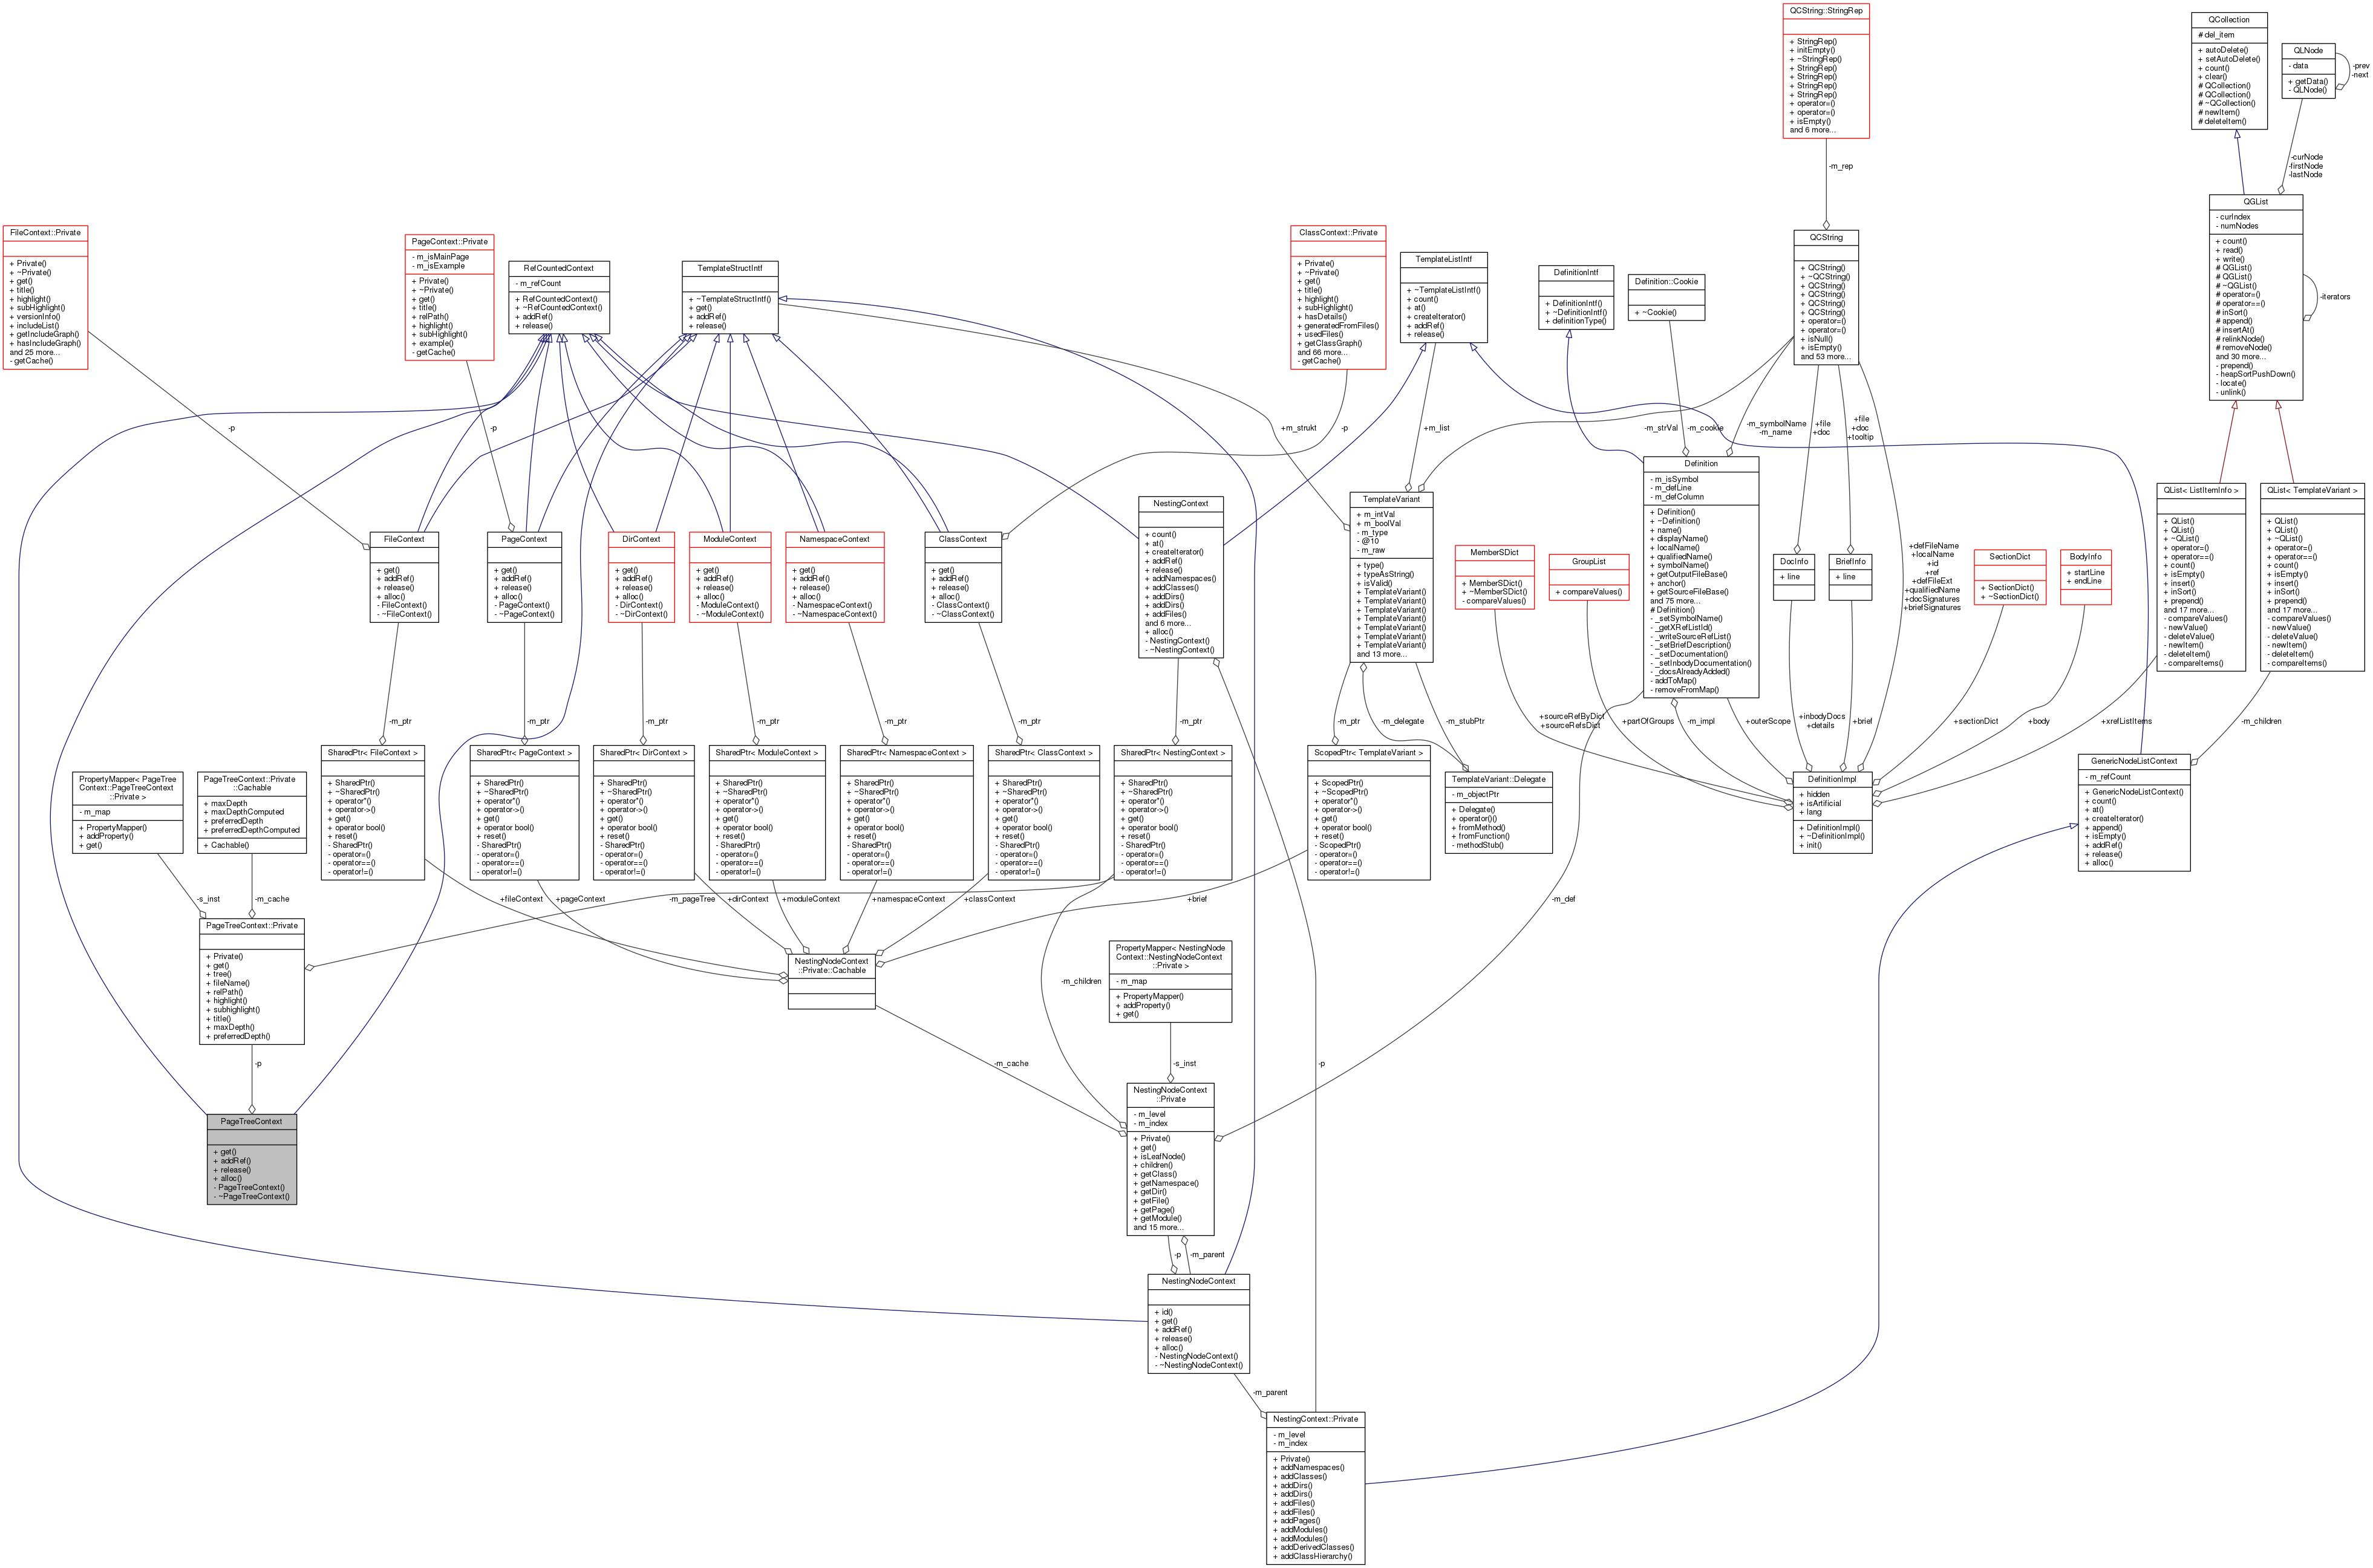 QCString::StringRep
+ StringRep()
+ initEmpty()
+ ~StringRep()
+ StringRep()
+ StringRep()
+ StringRep()
+ StringRep()
+ operator=()
+ operator=()
+ isEmpty()
and 6 more...
QCollection
# del_item
+ autoDelete()
+ setAutoDelete()
+ count()
+ clear()
# QCollection()
# QCollection()
# ~QCollection()
# newItem()
# deleteItem()
QLNode
- data
+ getData()
- QLNode()
-prev
-next
-m_rep
-curNode
-firstNode
-lastNode
QGList
- curIndex
- numNodes
+ count()
+ read()
+ write()
# QGList()
# QGList()
# ~QGList()
# operator=()
# operator==()
# inSort()
# append()
# insertAt()
# relinkNode()
# removeNode()
and 30 more...
- prepend()
- heapSortPushDown()
- locate()
- unlink()
-iterators
FileContext::Private
+ Private()
+ ~Private()
+ get()
+ title()
+ highlight()
+ subHighlight()
+ versionInfo()
+ includeList()
+ getIncludeGraph()
+ hasIncludeGraph()
and 25 more...
- getCache()
PageContext::Private
- m_isMainPage
- m_isExample
+ Private()
+ ~Private()
+ get()
+ title()
+ relPath()
+ highlight()
+ subHighlight()
+ example()
- getCache()
RefCountedContext
- m_refCount
+ RefCountedContext()
+ ~RefCountedContext()
+ addRef()
+ release()
TemplateStructIntf
+ ~TemplateStructIntf()
+ get()
+ addRef()
+ release()
ClassContext::Private
+ Private()
+ ~Private()
+ get()
+ title()
+ highlight()
+ subHighlight()
+ hasDetails()
+ generatedFromFiles()
+ usedFiles()
+ getClassGraph()
and 66 more...
- getCache()
TemplateListIntf
+ ~TemplateListIntf()
+ count()
+ at()
+ createIterator()
+ addRef()
+ release()
DefinitionIntf
+ DefinitionIntf()
+ ~DefinitionIntf()
+ definitionType()
Definition::Cookie
+ ~Cookie()
QCString
+ QCString()
+ ~QCString()
+ QCString()
+ QCString()
+ QCString()
+ QCString()
+ operator=()
+ operator=()
+ isNull()
+ isEmpty()
and 53 more...
-p
-p
+m_strukt
-p
+m_list
-m_strVal
-m_cookie
-m_symbolName
-m_name
+file
+doc
+file
+doc
+tooltip
FileContext
+ get()
+ addRef()
+ release()
+ alloc()
- FileContext()
- ~FileContext()
PageContext
+ get()
+ addRef()
+ release()
+ alloc()
- PageContext()
- ~PageContext()
DirContext
+ get()
+ addRef()
+ release()
+ alloc()
- DirContext()
- ~DirContext()
ModuleContext
+ get()
+ addRef()
+ release()
+ alloc()
- ModuleContext()
- ~ModuleContext()
NamespaceContext
+ get()
+ addRef()
+ release()
+ alloc()
- NamespaceContext()
- ~NamespaceContext()
ClassContext
+ get()
+ addRef()
+ release()
+ alloc()
- ClassContext()
- ~ClassContext()
NestingContext
+ count()
+ at()
+ createIterator()
+ addRef()
+ release()
+ addNamespaces()
+ addClasses()
+ addDirs()
+ addDirs()
+ addFiles()
and 6 more...
+ alloc()
- NestingContext()
- ~NestingContext()
TemplateVariant
+ m_intVal
+ m_boolVal
- m_type
- @10
- m_raw
+ type()
+ typeAsString()
+ isValid()
+ TemplateVariant()
+ TemplateVariant()
+ TemplateVariant()
+ TemplateVariant()
+ TemplateVariant()
+ TemplateVariant()
+ TemplateVariant()
and 13 more...
Definition
- m_isSymbol
- m_defLine
- m_defColumn
+ Definition()
+ ~Definition()
+ name()
+ displayName()
+ localName()
+ qualifiedName()
+ symbolName()
+ getOutputFileBase()
+ anchor()
+ getSourceFileBase()
and 75 more...
# Definition()
- _setSymbolName()
- _getXRefListId()
- _writeSourceRefList()
- _setBriefDescription()
- _setDocumentation()
- _setInbodyDocumentation()
- _docsAlreadyAdded()
- addToMap()
- removeFromMap()
MemberSDict
+ MemberSDict()
+ ~MemberSDict()
- compareValues()
GroupList
+ compareValues()
DocInfo
+ line
BriefInfo
+ line
+defFileName
+localName
+id
+ref
+defFileExt
+qualifiedName
+docSignatures
+briefSignatures
SectionDict
+ SectionDict()
+ ~SectionDict()
BodyInfo
+ startLine
+ endLine
QList< ListItemInfo >
+ QList()
+ QList()
+ ~QList()
+ operator=()
+ operator==()
+ count()
+ isEmpty()
+ insert()
+ inSort()
+ prepend()
and 17 more...
- compareValues()
- newValue()
- deleteValue()
- newItem()
- deleteItem()
- compareItems()
QList< TemplateVariant >
+ QList()
+ QList()
+ ~QList()
+ operator=()
+ operator==()
+ count()
+ isEmpty()
+ insert()
+ inSort()
+ prepend()
and 17 more...
- compareValues()
- newValue()
- deleteValue()
- newItem()
- deleteItem()
- compareItems()
-m_ptr
-m_ptr
-m_ptr
-m_ptr
-m_ptr
-m_ptr
-m_ptr
-m_ptr
-m_delegate
-m_stubPtr
+sourceRefByDict
+sourceRefsDict
+partOfGroups
-m_impl
+outerScope
+inbodyDocs
+details
+brief
+sectionDict
+body
+xrefListItems
-m_children
PropertyMapper< PageTree
Context::PageTreeContext
::Private >
- m_map
+ PropertyMapper()
+ addProperty()
+ get()
PageTreeContext::Private
::Cachable
+ maxDepth
+ maxDepthComputed
+ preferredDepth
+ preferredDepthComputed
+ Cachable()
SharedPtr< FileContext >
+ SharedPtr()
+ ~SharedPtr()
+ operator*()
+ operator->()
+ get()
+ operator bool()
+ reset()
- SharedPtr()
- operator=()
- operator==()
- operator!=()
SharedPtr< PageContext >
+ SharedPtr()
+ ~SharedPtr()
+ operator*()
+ operator->()
+ get()
+ operator bool()
+ reset()
- SharedPtr()
- operator=()
- operator==()
- operator!=()
SharedPtr< DirContext >
+ SharedPtr()
+ ~SharedPtr()
+ operator*()
+ operator->()
+ get()
+ operator bool()
+ reset()
- SharedPtr()
- operator=()
- operator==()
- operator!=()
SharedPtr< ModuleContext >
+ SharedPtr()
+ ~SharedPtr()
+ operator*()
+ operator->()
+ get()
+ operator bool()
+ reset()
- SharedPtr()
- operator=()
- operator==()
- operator!=()
SharedPtr< NamespaceContext >
+ SharedPtr()
+ ~SharedPtr()
+ operator*()
+ operator->()
+ get()
+ operator bool()
+ reset()
- SharedPtr()
- operator=()
- operator==()
- operator!=()
SharedPtr< ClassContext >
+ SharedPtr()
+ ~SharedPtr()
+ operator*()
+ operator->()
+ get()
+ operator bool()
+ reset()
- SharedPtr()
- operator=()
- operator==()
- operator!=()
SharedPtr< NestingContext >
+ SharedPtr()
+ ~SharedPtr()
+ operator*()
+ operator->()
+ get()
+ operator bool()
+ reset()
- SharedPtr()
- operator=()
- operator==()
- operator!=()
ScopedPtr< TemplateVariant >
+ ScopedPtr()
+ ~ScopedPtr()
+ operator*()
+ operator->()
+ get()
+ operator bool()
+ reset()
- ScopedPtr()
- operator=()
- operator==()
- operator!=()
TemplateVariant::Delegate
- m_objectPtr
+ Delegate()
+ operator()()
+ fromMethod()
+ fromFunction()
- methodStub()
DefinitionImpl
+ hidden
+ isArtificial
+ lang
+ DefinitionImpl()
+ ~DefinitionImpl()
+ init()
GenericNodeListContext
- m_refCount
+ GenericNodeListContext()
+ count()
+ at()
+ createIterator()
+ append()
+ isEmpty()
+ addRef()
+ release()
+ alloc()
-s_inst
-m_cache
+fileContext
+pageContext
-m_pageTree
+dirContext
+moduleContext
+namespaceContext
+classContext
+brief
-m_def
PageTreeContext::Private
+ Private()
+ get()
+ tree()
+ fileName()
+ relPath()
+ highlight()
+ subhighlight()
+ title()
+ maxDepth()
+ preferredDepth()
NestingNodeContext
::Private::Cachable
-m_children
PropertyMapper< NestingNode
Context::NestingNodeContext
::Private >
- m_map
+ PropertyMapper()
+ addProperty()
+ get()
-p
-m_cache
-s_inst
-p
NestingNodeContext
::Private
- m_level
- m_index
+ Private()
+ get()
+ isLeafNode()
+ children()
+ getClass()
+ getNamespace()
+ getDir()
+ getFile()
+ getPage()
+ getModule()
and 15 more...
PageTreeContext
+ get()
+ addRef()
+ release()
+ alloc()
- PageTreeContext()
- ~PageTreeContext()
-p
-m_parent
NestingNodeContext
+ id()
+ get()
+ addRef()
+ release()
+ alloc()
- NestingNodeContext()
- ~NestingNodeContext()
-m_parent
NestingContext::Private
- m_level
- m_index
+ Private()
+ addNamespaces()
+ addClasses()
+ addDirs()
+ addDirs()
+ addFiles()
+ addFiles()
+ addPages()
+ addModules()
+ addModules()
+ addDerivedClasses()
+ addClassHierarchy()